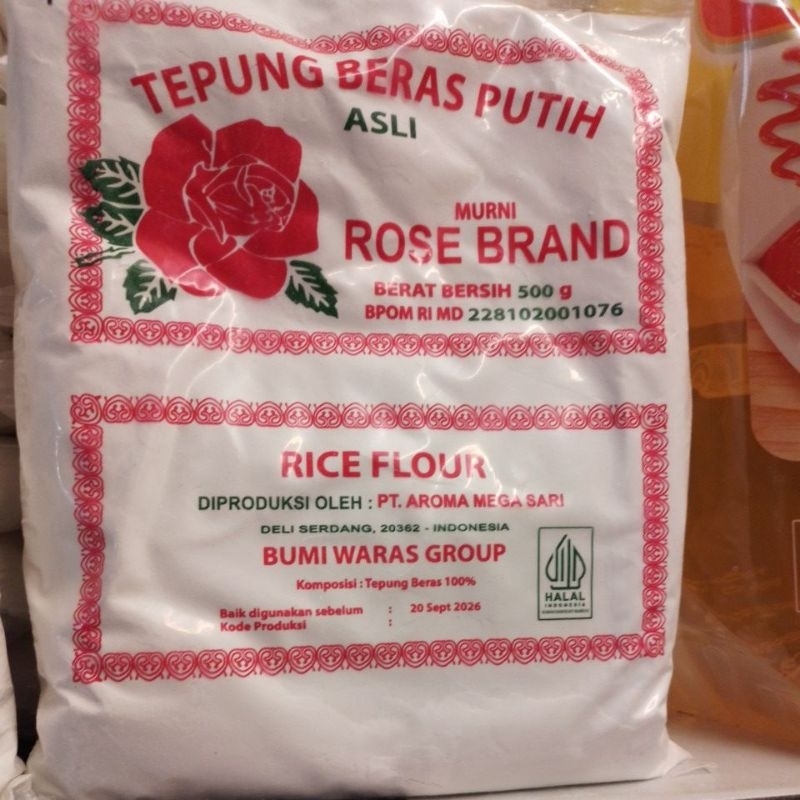 TEPUNG BERAS PUTIH
ASLI
MURNI
ROSE BRAND
BERAT BERSIH 500 g
BPOM RI MD 228102001076
RICE FLOUR
DIPRODUKSI OLEH : PT. AROMA MEGA SARI
DELI SERDANG, 20362 - INDONESIA
BUMI WARAS GROUP
Komposisi : Tepung Beras 100%
Baik digunakan sebelum : 20 Sept 2026
Kode Produksi :
HALAL
INDONESIA